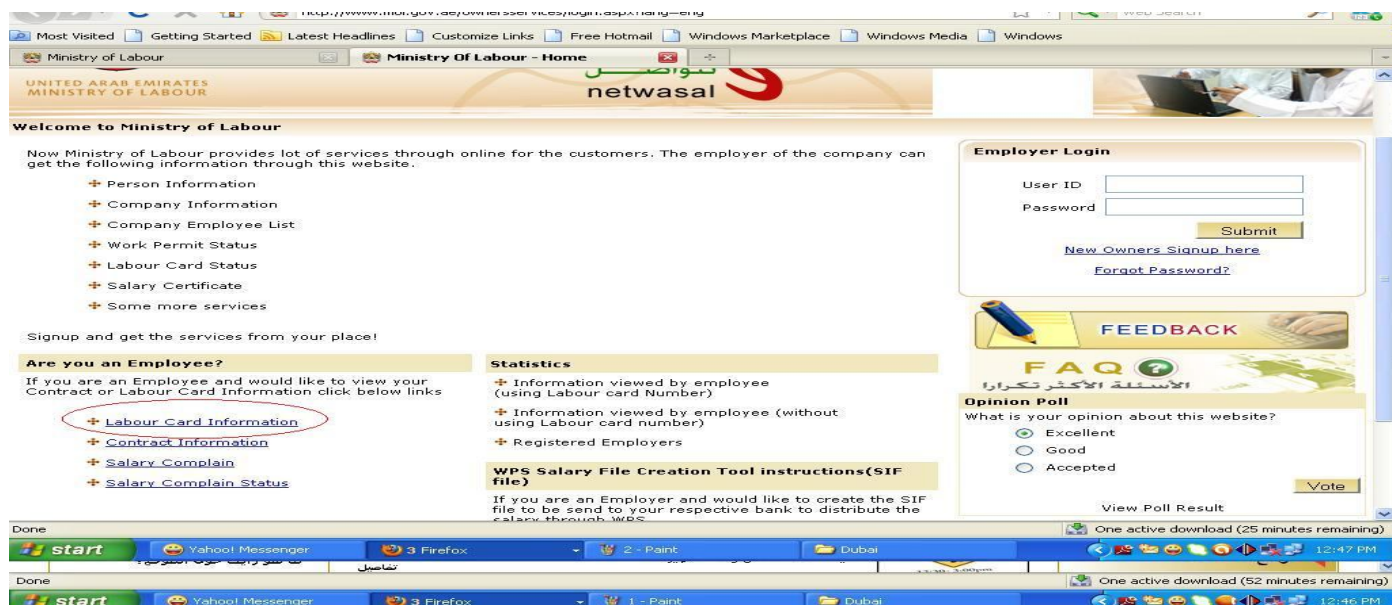 Most Visited Getting Started Latest Headlines Customize Links Free Hotmail Windows Marketplace Windows Media Windows
Ministry of Labour Ministry Of Labour - Home
UNITED ARAB EMIRATES
MINISTRY OF LABOUR
netwasal
Welcome to Ministry of Labour
Now Ministry of Labour provides lot of services through online for the customers. The employer of the company can
get the following information through this website.
Person Information
Company Information
Company Employee List
Work Permit Status
Labour Card Status
Salary Certificate
Some more services
Signup and get the services from your place!
Employer Login
User ID
Password
Submit
New Owners Signup here
Forgot Password?
FEEDBACK
FAQ
الأسئلة الأكثر تكرارا
Are you an Employee?
If you are an Employee and would like to view your
Contract or Labour Card Information click below links
Labour Card Information
Contract Information
Salary Complain
Salary Complain Status
Statistics
Information viewed by employee
(using Labour card Number)
Information viewed by employee (without
using Labour card number)
Registered Employers
WPS Salary File Creation Tool instructions(SIF
file)
If you are an Employer and would like to create the SIF
file to be send to your respective bank to distribute the
salary through WPS
Opinion Poll
What is your opinion about this website?
Excellent
Good
Accepted
Vote
View Poll Result
Done One active download (25 minutes remaining)
start Yahoo! Messenger 3 Firefox 2 - Paint Dubai 12:47 PM
تفاصيل
Done One active download (52 minutes remaining)
start Yahoo! Messenger 3 Firefox 1 - Paint Dubai 12:46 PM